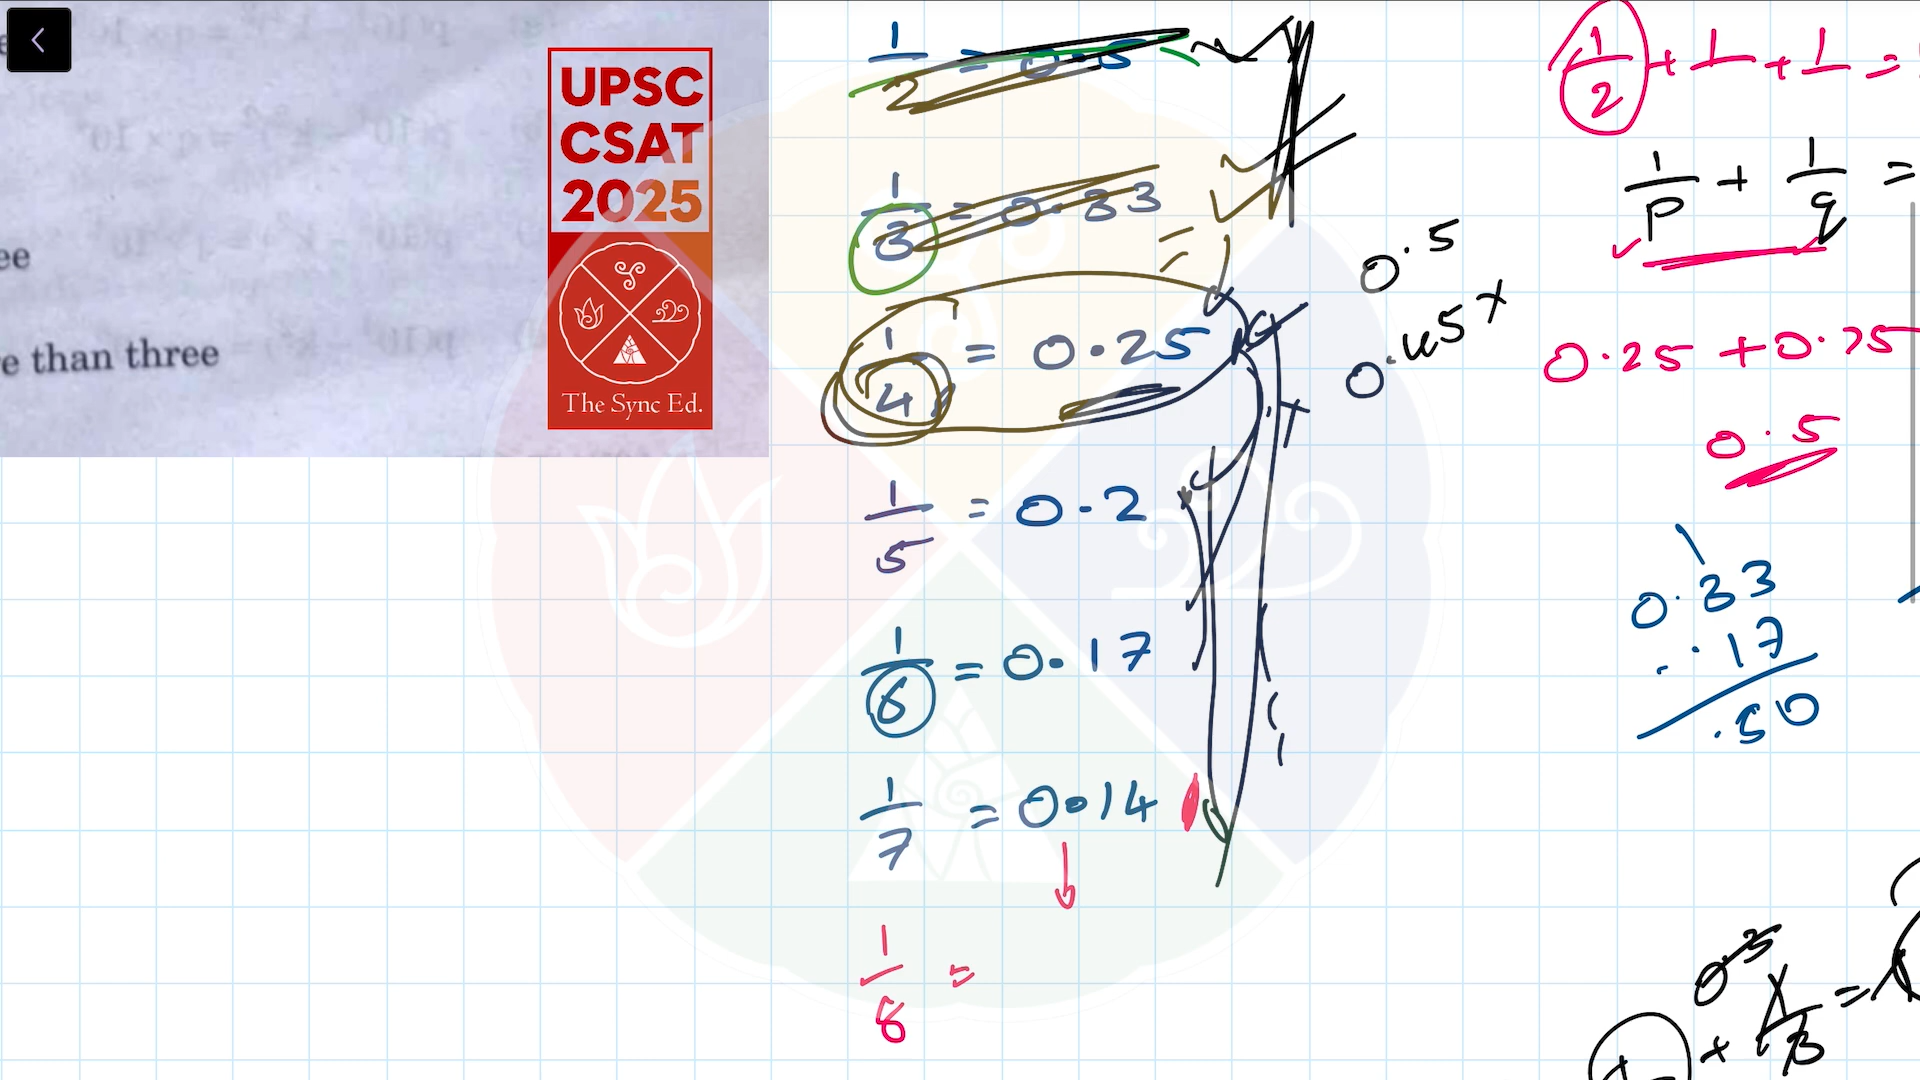 UPSC
CSAT
2025
The Sync Ed.
ee
e than three
1/2 = 0.5
1/3 = 0.33
1/4 = 0.25
1/5 = 0.2
1/6 = 0.17
1/7 = 0.14
1/8 =
0.5
0.45 x
1/2 + 1 + 1 =
1/p + 1/q =
0.25 + 0.25
0.5
0.33
.17
.50